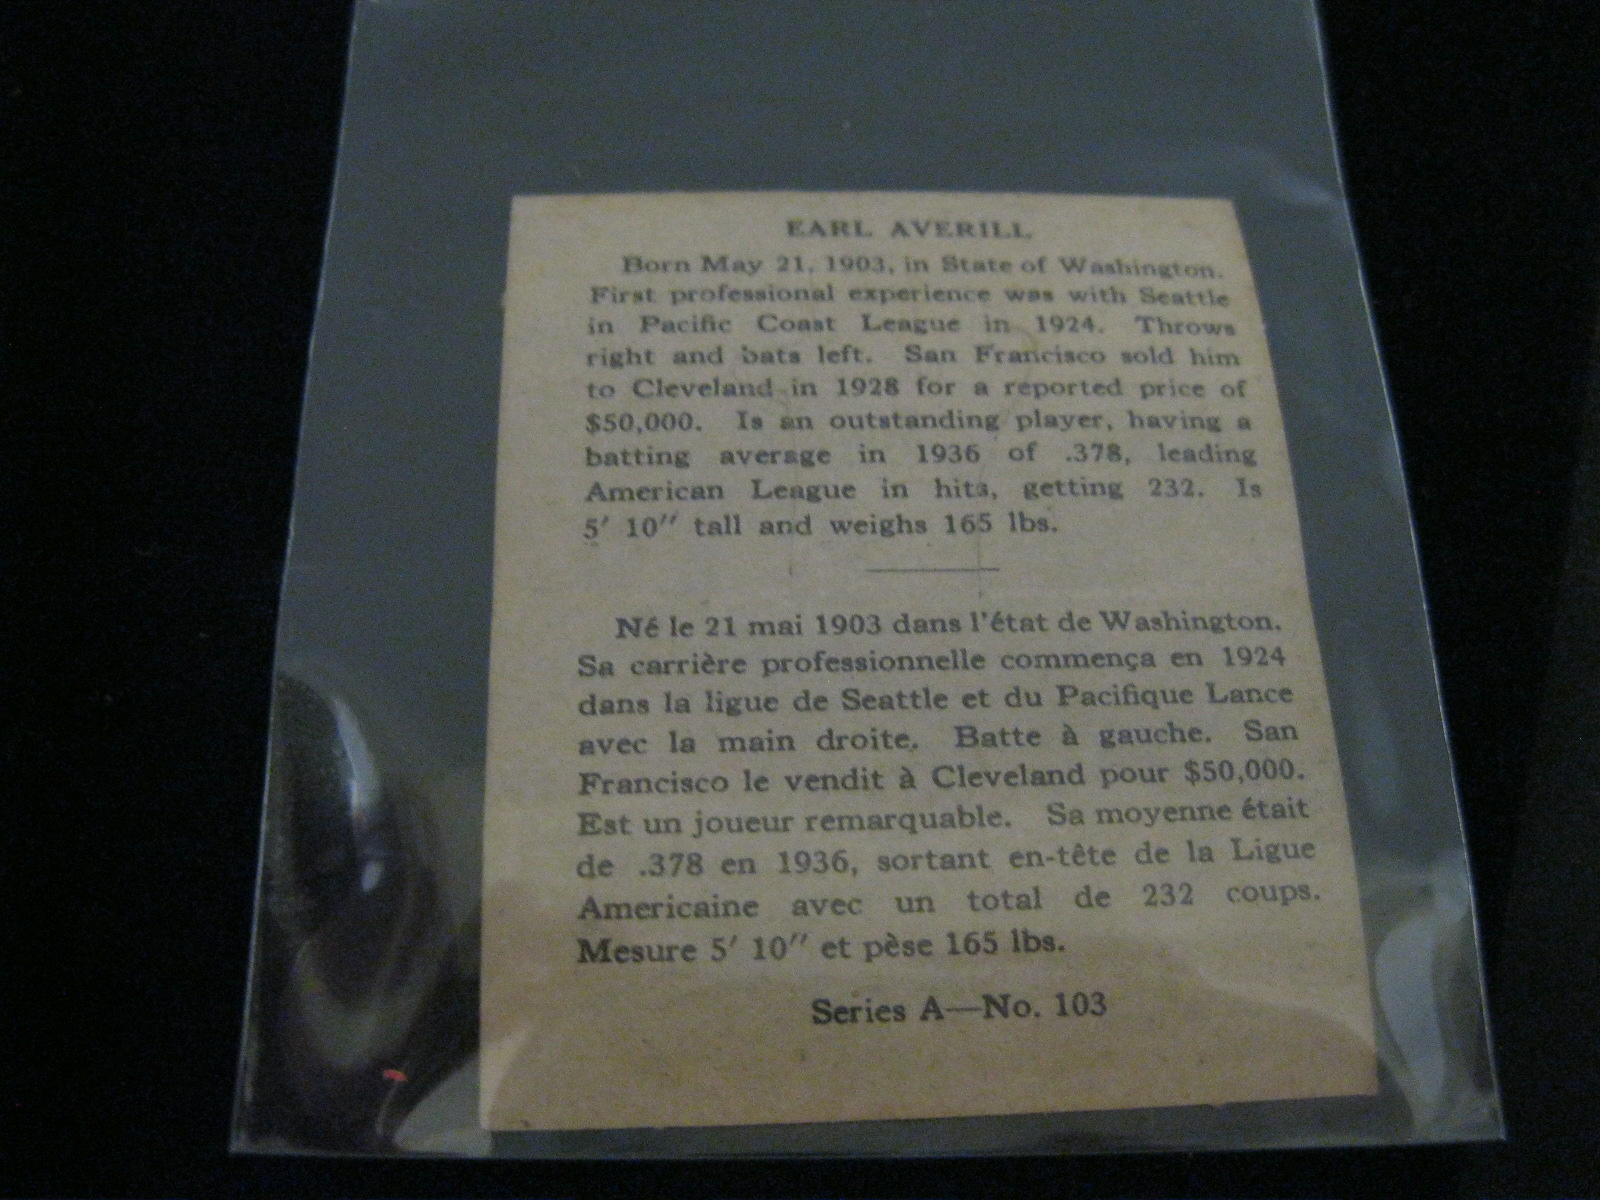 EARL AVERILL
Born May 21, 1903, in State of Washington.
First professional experience was with Seattle
in Pacific Coast League in 1924. Throws
right and bats left. San Francisco sold him
to Cleveland in 1928 for a reported price of
$50,000. Is an outstanding player, having a
batting average in 1936 of .378, leading
American League in hits, getting 232. Is
5′ 10″ tall and weighs 165 lbs.
Né le 21 mai 1903 dans l'état de Washington.
Sa carrière professionnelle commença en 1924
dans la ligue de Seattle et du Pacifique Lance
avec la main droite. Batte à gauche. San
Francisco le vendit à Cleveland pour $50,000.
Est un joueur remarquable. Sa moyenne était
de .378 en 1936, sortant en-tête de la Ligue
Americaine avec un total de 232 coups.
Mesure 5′ 10″ et pèse 165 lbs.
Series A—No. 103